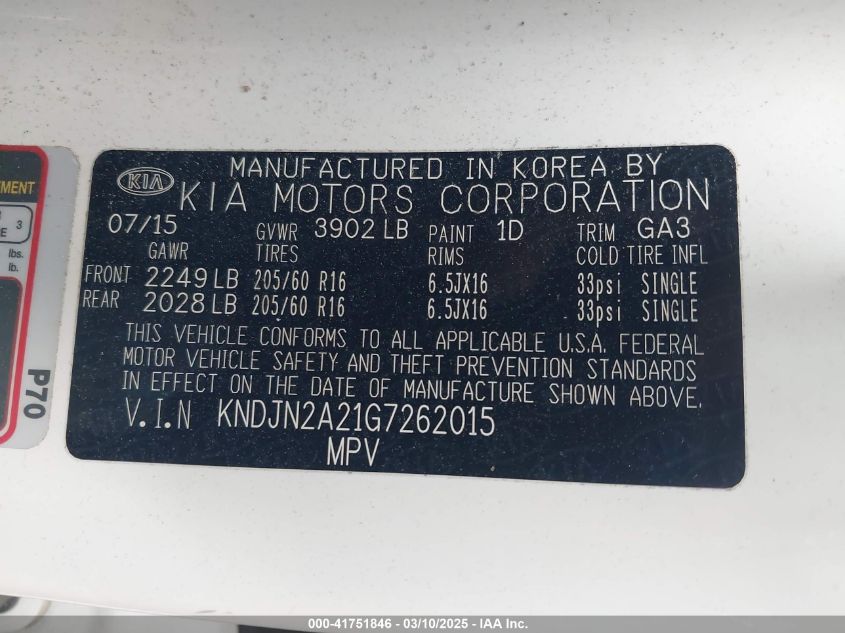 MANUFACTURED IN KOREA BY
KIA KIA MOTORS CORPORATION
07/15 GVWR 3902 LB PAINT 1D TRIM GA3
GAWR TIRES RIMS COLD TIRE INFL
FRONT 2249 LB 205/60 R16 6.5JX16 33psi SINGLE
REAR 2028 LB 205/60 R16 6.5JX16 33psi SINGLE
THIS VEHICLE CONFORMS TO ALL APPLICABLE U.S.A. FEDERAL
MOTOR VEHICLE SAFETY AND THEFT PREVENTION STANDARDS
IN EFFECT ON THE DATE OF MANUFACTURE SHOWN ABOVE.
V.I.N KNDJN2A21G7262015
MPV
3
lbs.
lb.
P70
000-41751846 — 03/10/2025 — IAA Inc.